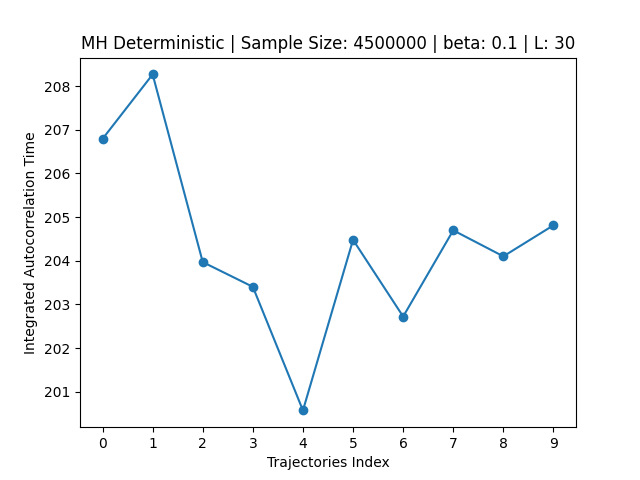 MH Deterministic | Sample Size: 4500000 | beta: 0.1 | L: 30
Integrated Autocorrelation Time
208
207
206
205
204
203
202
201
0 1 2 3 4 5 6 7 8 9
Trajectories Index